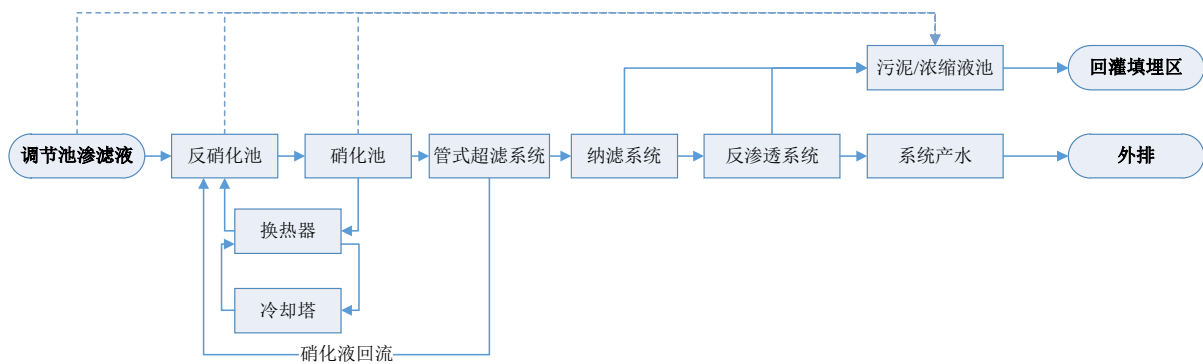 污泥/浓缩液池
回灌填埋区
调节池渗滤液
反硝化池
硝化池
管式超滤系统
纳滤系统
反渗透系统
系统产水
外排
换热器
冷却塔
硝化液回流